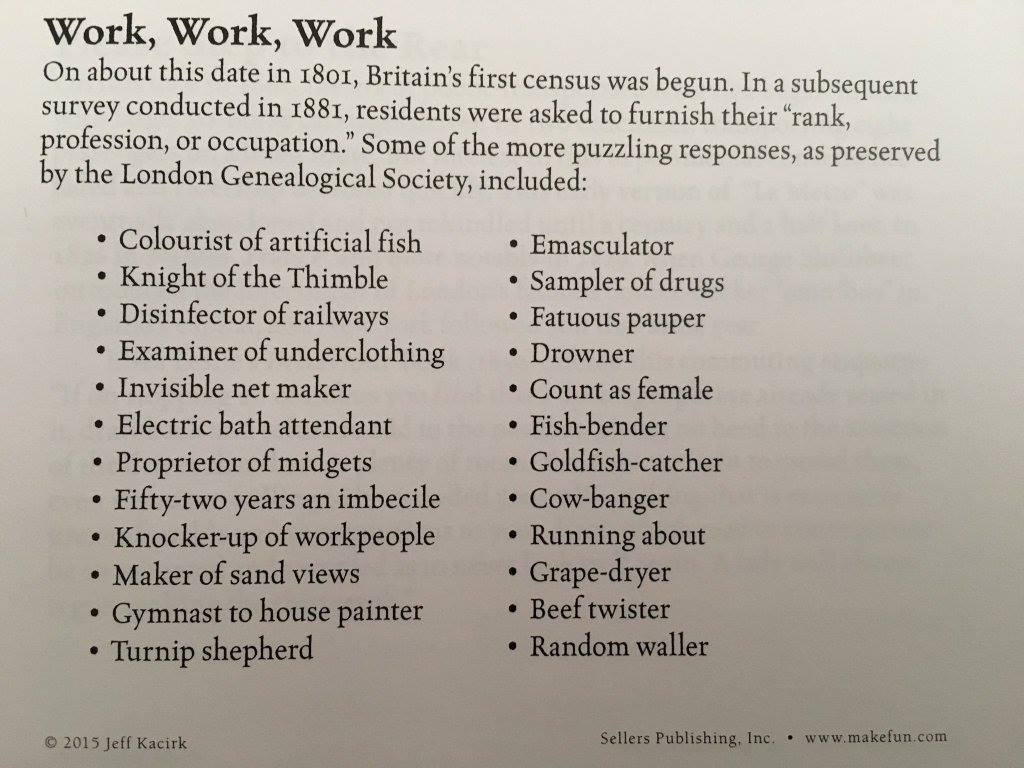 Work, Work, Work
On about this date in 1801, Britain's first census was begun. In a subsequent
survey conducted in 1881, residents were asked to furnish their “rank,
profession, or occupation.” Some of the more puzzling responses, as preserved
by the London Genealogical Society, included:
• Colourist of artificial fish
• Knight of the Thimble
• Disinfector of railways
• Examiner of underclothing
• Invisible net maker
• Electric bath attendant
• Proprietor of midgets
• Fifty-two years an imbecile
• Knocker-up of workpeople
• Maker of sand views
• Gymnast to house painter
• Turnip shepherd
• Emasculator
• Sampler of drugs
• Fatuous pauper
• Drowner
• Count as female
• Fish-bender
• Goldfish-catcher
• Cow-banger
• Running about
• Grape-dryer
• Beef twister
• Random waller
© 2015 Jeff Kacirk
Sellers Publishing, Inc. • www.makefun.com